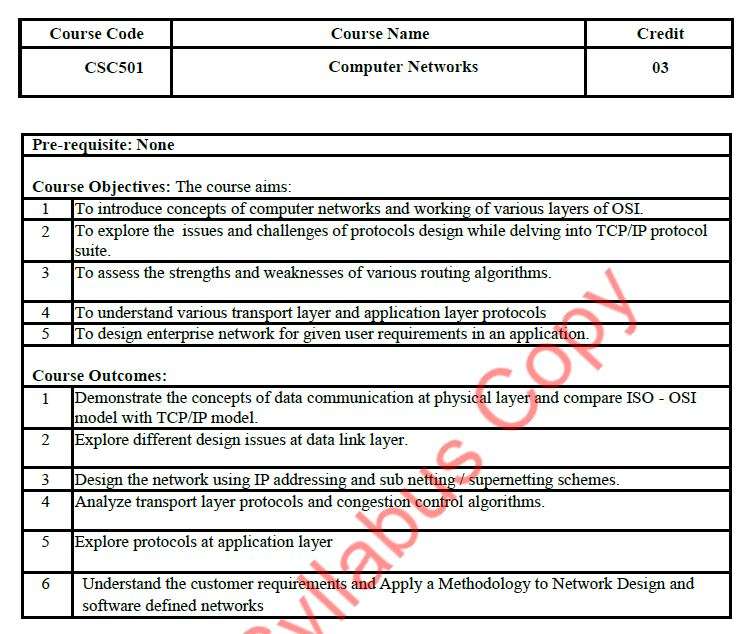 Course Code Course Name Credit
CSC501 Computer Networks 03
Pre-requisite: None
Course Objectives: The course aims:
1 To introduce concepts of computer networks and working of various layers of OSI.
2 To explore the issues and challenges of protocols design while delving into TCP/IP protocol
suite.
3 To assess the strengths and weaknesses of various routing algorithms.
4 To understand various transport layer and application layer protocols
5 To design enterprise network for given user requirements in an application.
Course Outcomes:
1 Demonstrate the concepts of data communication at physical layer and compare ISO - OSI
model with TCP/IP model.
2 Explore different design issues at data link layer.
3 Design the network using IP addressing and sub netting / supernetting schemes.
4 Analyze transport layer protocols and congestion control algorithms.
5 Explore protocols at application layer
6 Understand the customer requirements and Apply a Methodology to Network Design and
software defined networks
Syllabus Copy